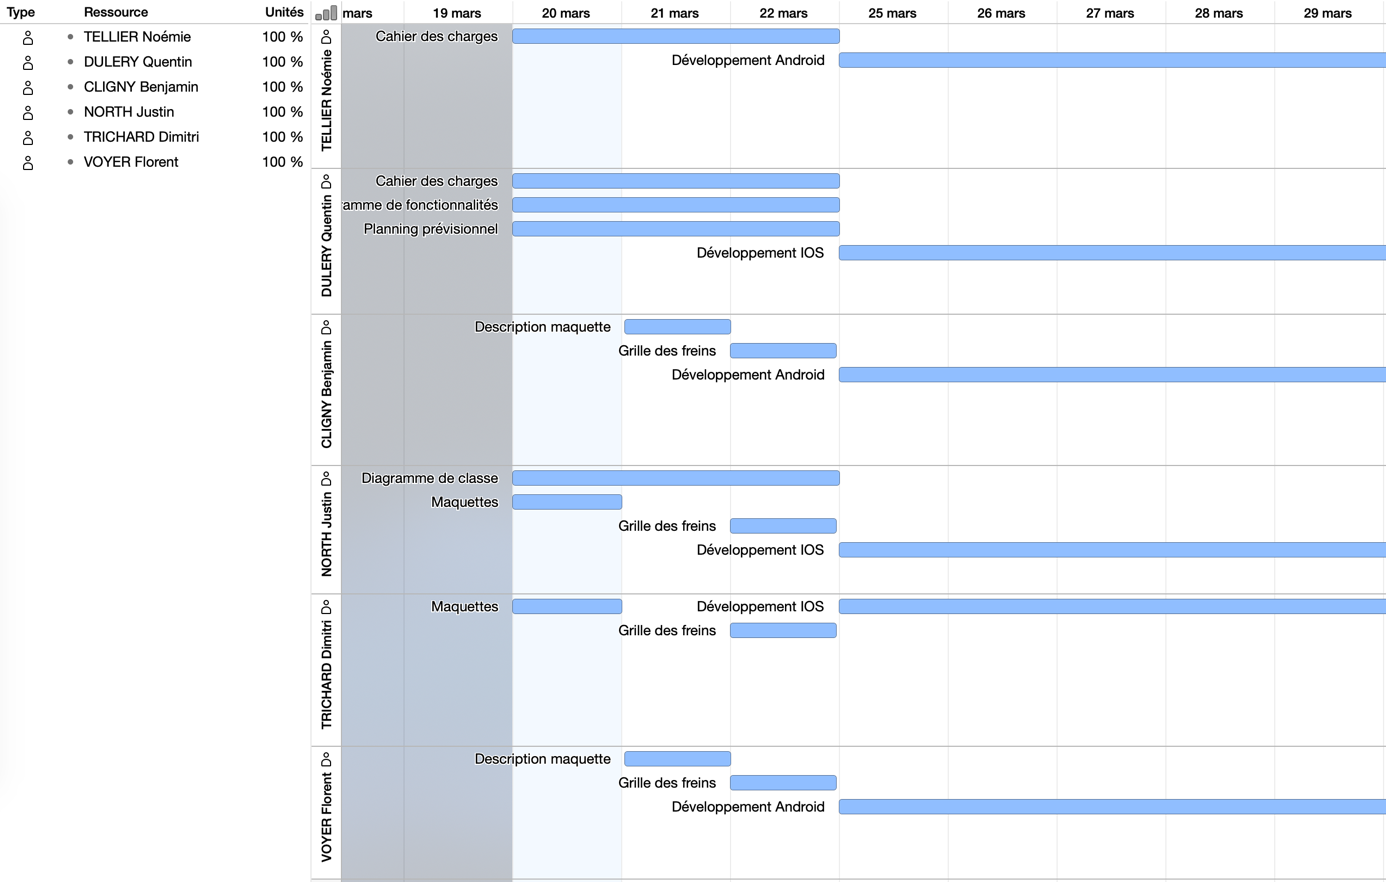 Type Ressource Unités
TELLIER Noémie 100 %
DULERY Quentin 100 %
CLIGNY Benjamin 100 %
NORTH Justin 100 %
TRICHARD Dimitri 100 %
VOYER Florent 100 %
mars 19 mars 20 mars 21 mars 22 mars 25 mars 26 mars 27 mars 28 mars 29 mars
TELLIER Noémie
Cahier des charges
Développement Android
DULERY Quentin
Cahier des charges
ramme de fonctionnalités
Planning prévisionnel
Développement IOS
CLIGNY Benjamin
Description maquette
Grille des freins
Développement Android
NORTH Justin
Diagramme de classe
Maquettes
Grille des freins
Développement IOS
TRICHARD Dimitri
Maquettes Développement IOS
Grille des freins
VOYER Florent
Description maquette
Grille des freins
Développement Android